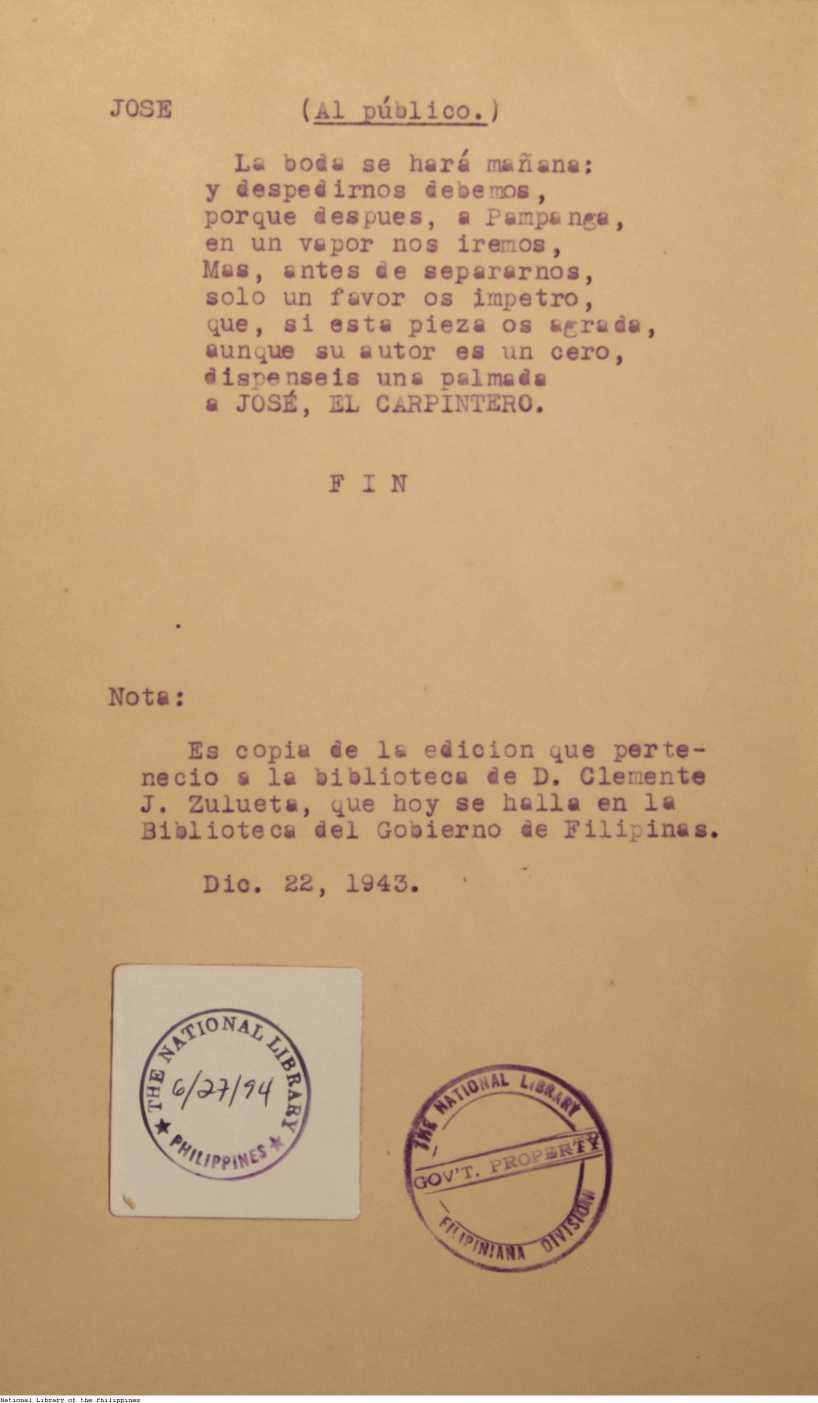 JOSE (Al público.)
La boda se hará mañana;
y despedirnos debemos,
porque despues, a Pampanga,
en un vapor nos iremos,
Mas, antes de separarnos,
solo un favor os impetro,
que, si esta pieza os agrada,
aunque su autor es un cero,
dispenseis una palmada
a JOSÉ, EL CARPINTERO.
F I N
Nota:
Es copia de la edicion que perte-
necio a la biblioteca de D. Clemente
J. Zulueta, que hoy se halla en la
Biblioteca del Gobierno de Filipinas.
Dic. 22, 1943.
THE NATIONAL LIBRARY
6/27/94
PHILIPPINES
THE NATIONAL LIBRARY
GOV'T. PROPERTY
FILIPINIANA DIVISION
National Library of the Philippines